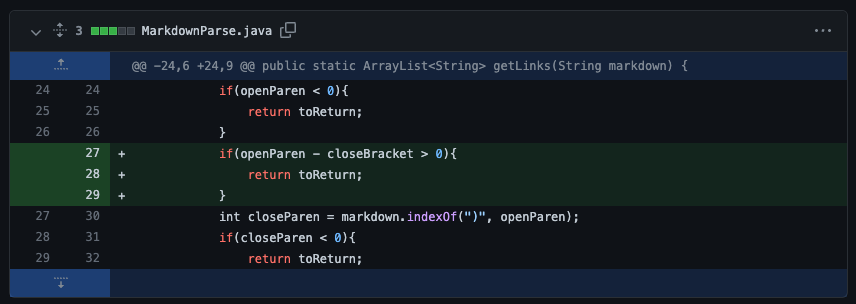 3 MarkdownParse.java
@@ -24,6 +24,9 @@ public static ArrayList<String> getLinks(String markdown) {
24 24 if(openParen < 0){
25 25 return toReturn;
26 26 }
27 + if(openParen - closeBracket > 0){
28 + return toReturn;
29 + }
27 30 int closeParen = markdown.indexOf(")", openParen);
28 31 if(closeParen < 0){
29 32 return toReturn;